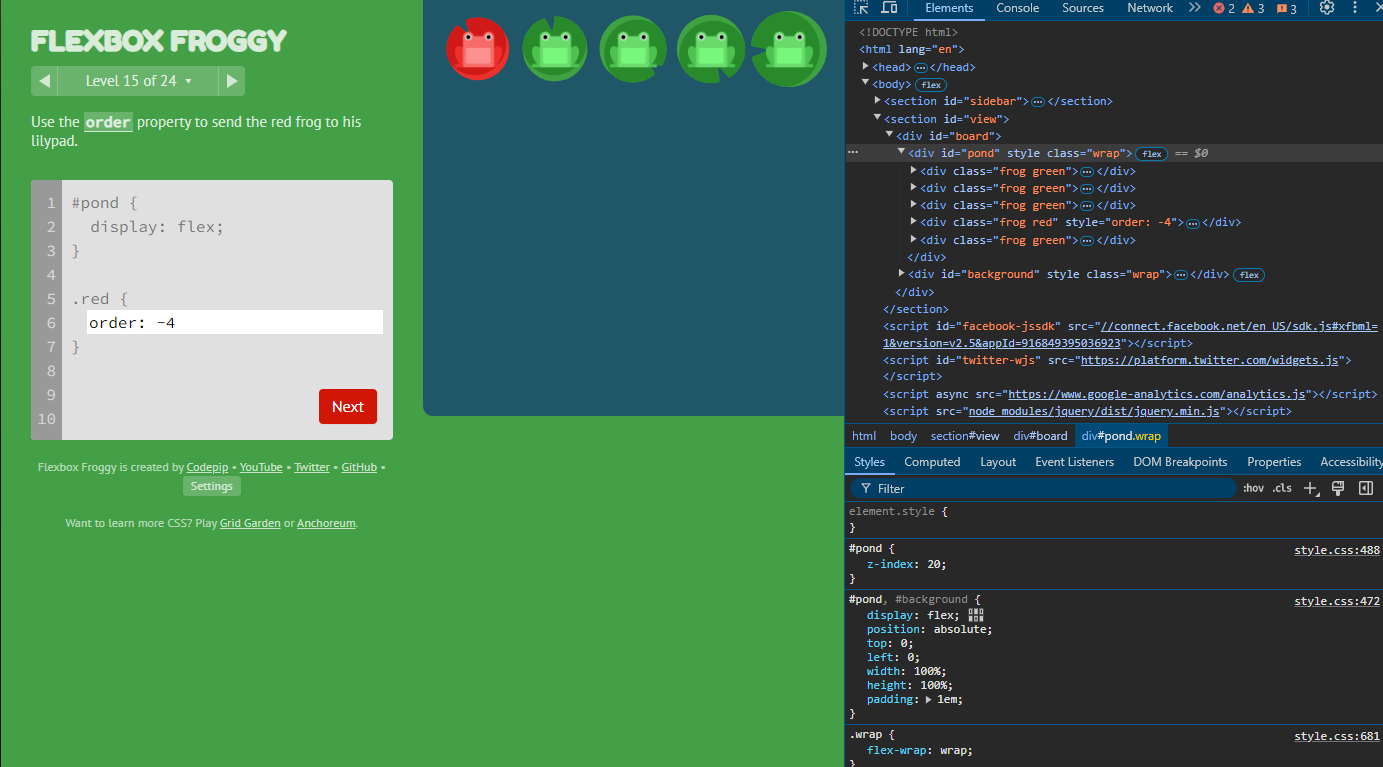 FLEXBOX FROGGY
Level 15 of 24
Use the order property to send the red frog to his
lilypad.
1 #pond {
2 display: flex;
3 }
4
5 .red {
6 order: -4
7 }
8
9
10
Next
Flexbox Froggy is created by Codepip • YouTube • Twitter • GitHub •
Settings
Want to learn more CSS? Play Grid Garden or Anchoreum.
Elements Console Sources Network 2 3 3
<!DOCTYPE html>
<html lang="en">
<head> ⋯ </head>
<body> flex
<section id="sidebar"> ⋯ </section>
<section id="view">
<div id="board">
⋯ <div id="pond" style class="wrap"> flex == $0
<div class="frog green"> ⋯ </div>
<div class="frog green"> ⋯ </div>
<div class="frog green"> ⋯ </div>
<div class="frog red" style="order: -4"> ⋯ </div>
<div class="frog green"> ⋯ </div>
</div>
<div id="background" style class="wrap"> ⋯ </div> flex
</div>
</section>
<script id="facebook-jssdk" src="//connect.facebook.net/en_US/sdk.js#xfbml=
1&version=v2.5&appId=916849395036923"></script>
<script id="twitter-wjs" src="https://platform.twitter.com/widgets.js">
</script>
<script async src="https://www.google-analytics.com/analytics.js"></script>
<script src="node_modules/jquery/dist/jquery.min.js"></script>
html body section#view div#board div#pond.wrap
Styles Computed Layout Event Listeners DOM Breakpoints Properties Accessibility
Filter :hov .cls
element.style {
}
#pond { style.css:488
z-index: 20;
}
#pond, #background { style.css:472
display: flex;
position: absolute;
top: 0;
left: 0;
width: 100%;
height: 100%;
padding: 1em;
}
.wrap { style.css:681
flex-wrap: wrap;
}